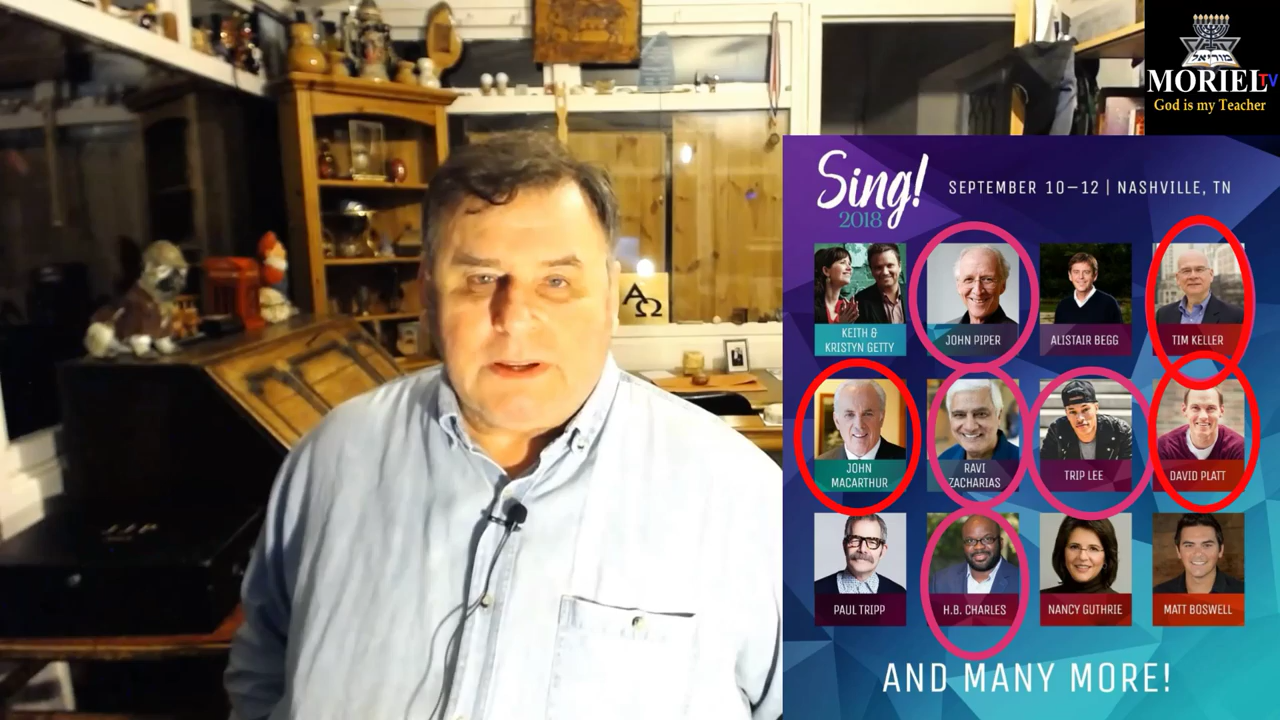 MORIEL TV
God is my Teacher
Sing!
2018
SEPTEMBER 10–12 | NASHVILLE, TN
KEITH &
KRISTYN GETTY
JOHN PIPER
ALISTAIR BEGG
TIM KELLER
JOHN
MACARTHUR
RAVI
ZACHARIAS
TRIP LEE
DAVID PLATT
PAUL TRIPP
H.B. CHARLES
NANCY GUTHRIE
MATT BOSWELL
AND MANY MORE!
ΑΩ